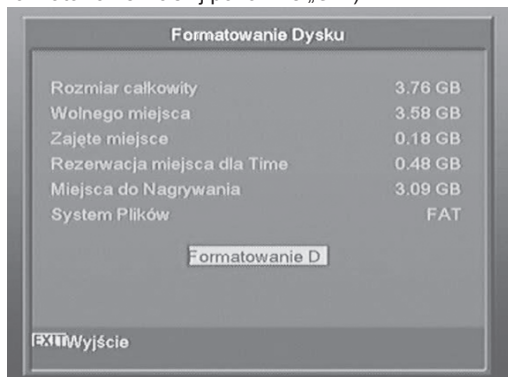 Formatowanie Dysku
Rozmiar całkowity 3.76 GB
Wolnego miejsca 3.58 GB
Zajęte miejsce 0.18 GB
Rezerwacja miejsca dla Time 0.48 GB
Miejsca do Nagrywania 3.09 GB
System Plików FAT
Formatowanie D
EXIT Wyjście